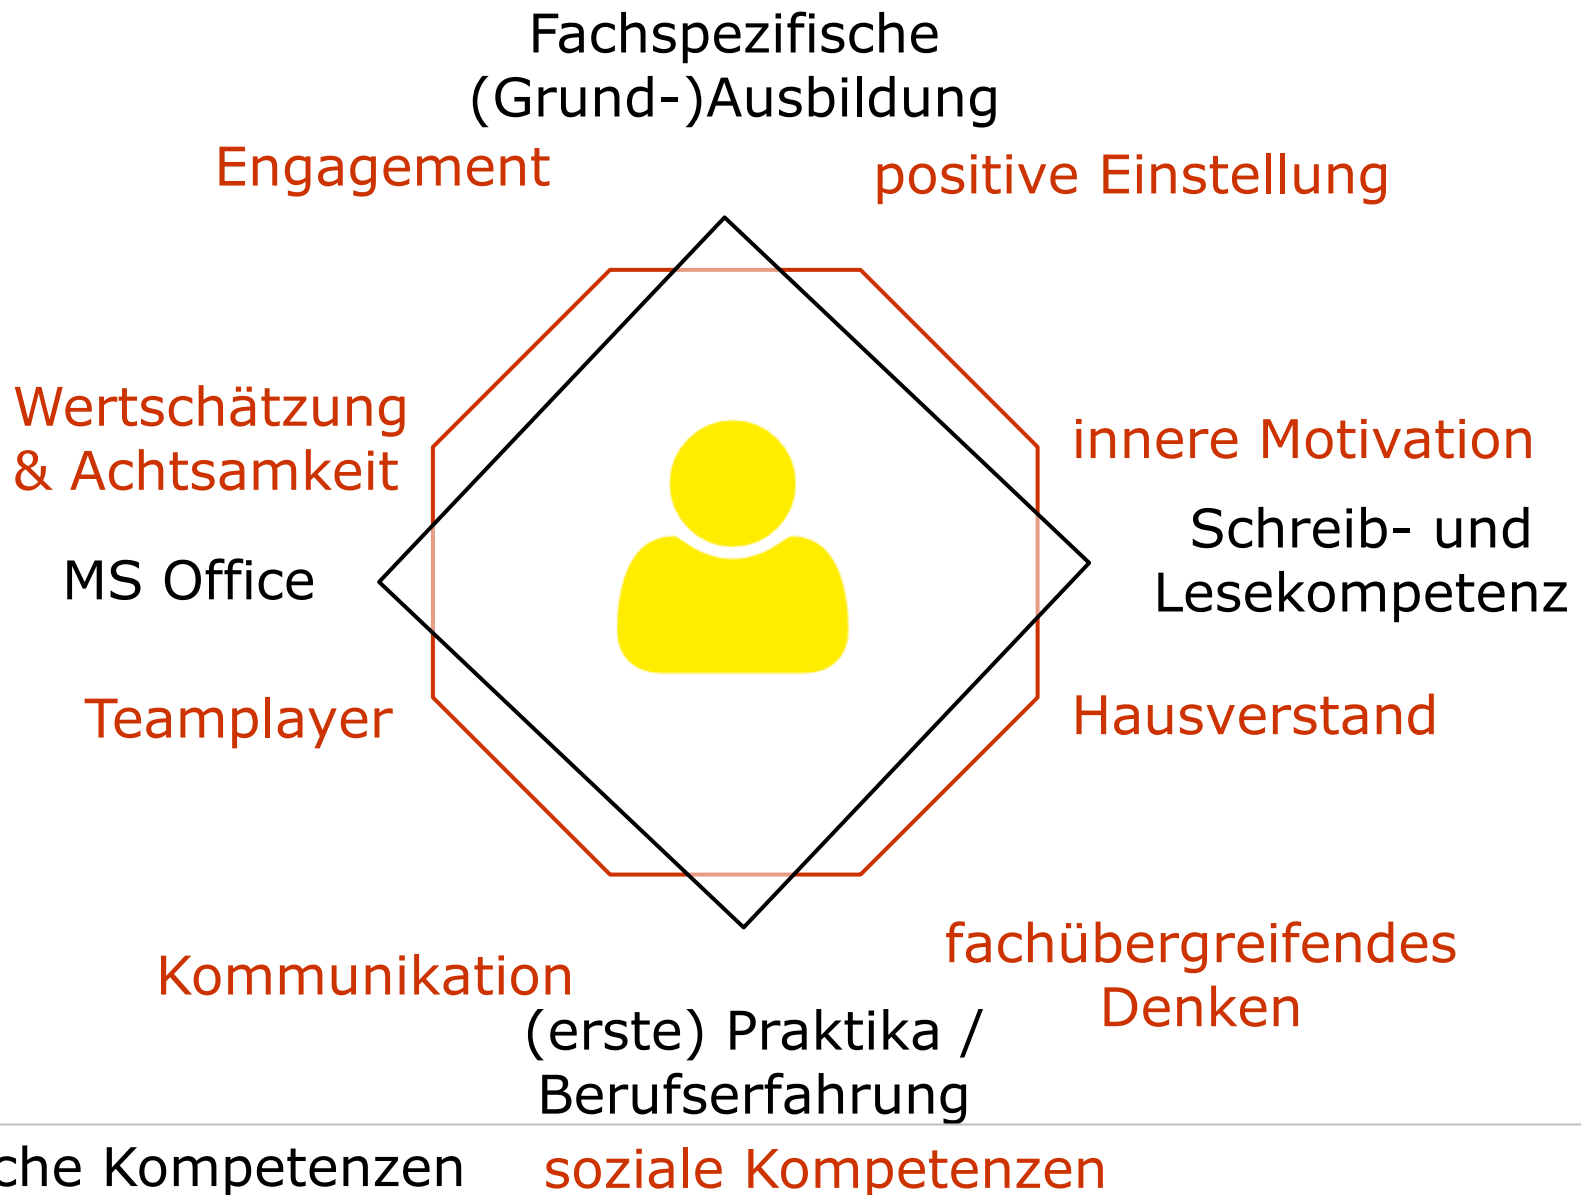 Fachspezifische
(Grund-)Ausbildung
Engagement
positive Einstellung
Wertschätzung
& Achtsamkeit
innere Motivation
MS Office
Schreib- und
Lesekompetenz
Teamplayer
Hausverstand
Kommunikation
fachübergreifendes
Denken
(erste) Praktika /
Berufserfahrung
Kompetenzen
soziale Kompetenzen